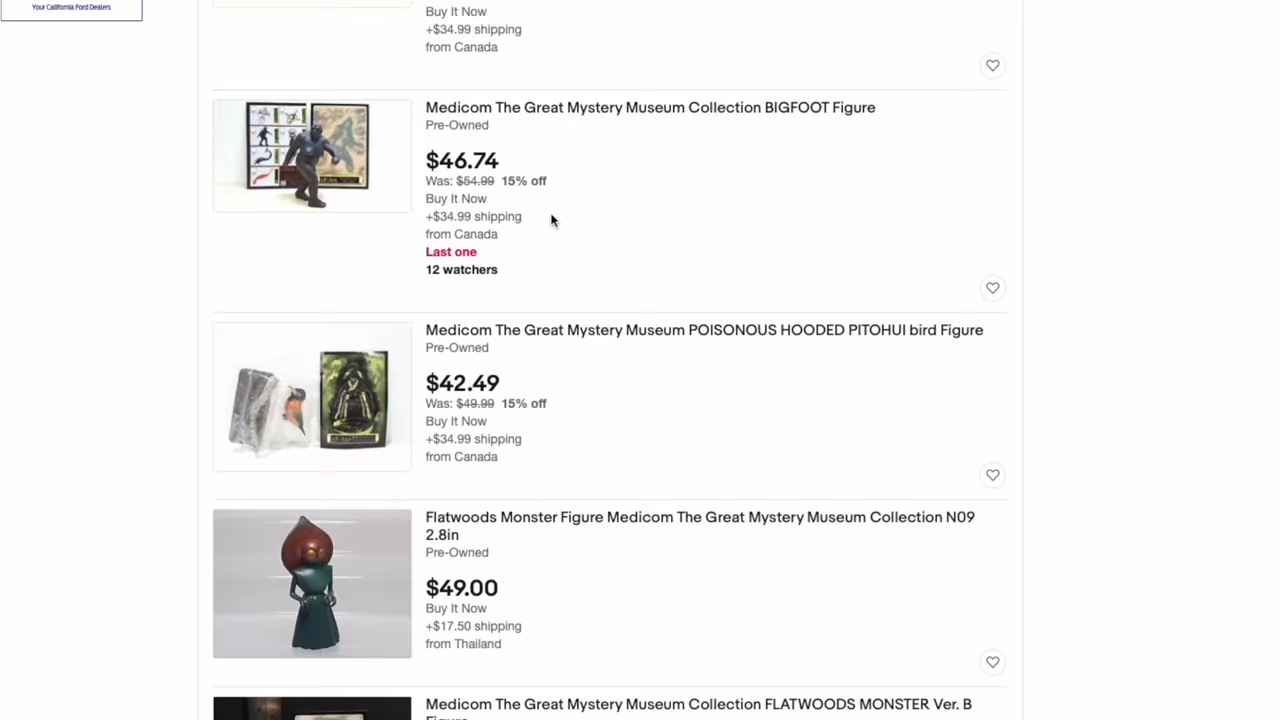 Your California Ford Dealers
Buy It Now
+$34.99 shipping
from Canada
Medicom The Great Mystery Museum Collection BIGFOOT Figure
Pre-Owned
$46.74
Was: $54.99 15% off
Buy It Now
+$34.99 shipping
from Canada
Last one
12 watchers
Medicom The Great Mystery Museum POISONOUS HOODED PITOHUI bird Figure
Pre-Owned
$42.49
Was: $49.99 15% off
Buy It Now
+$34.99 shipping
from Canada
Flatwoods Monster Figure Medicom The Great Mystery Museum Collection N09
2.8in
Pre-Owned
$49.00
Buy It Now
+$17.50 shipping
from Thailand
Medicom The Great Mystery Museum Collection FLATWOODS MONSTER Ver. B
Figure